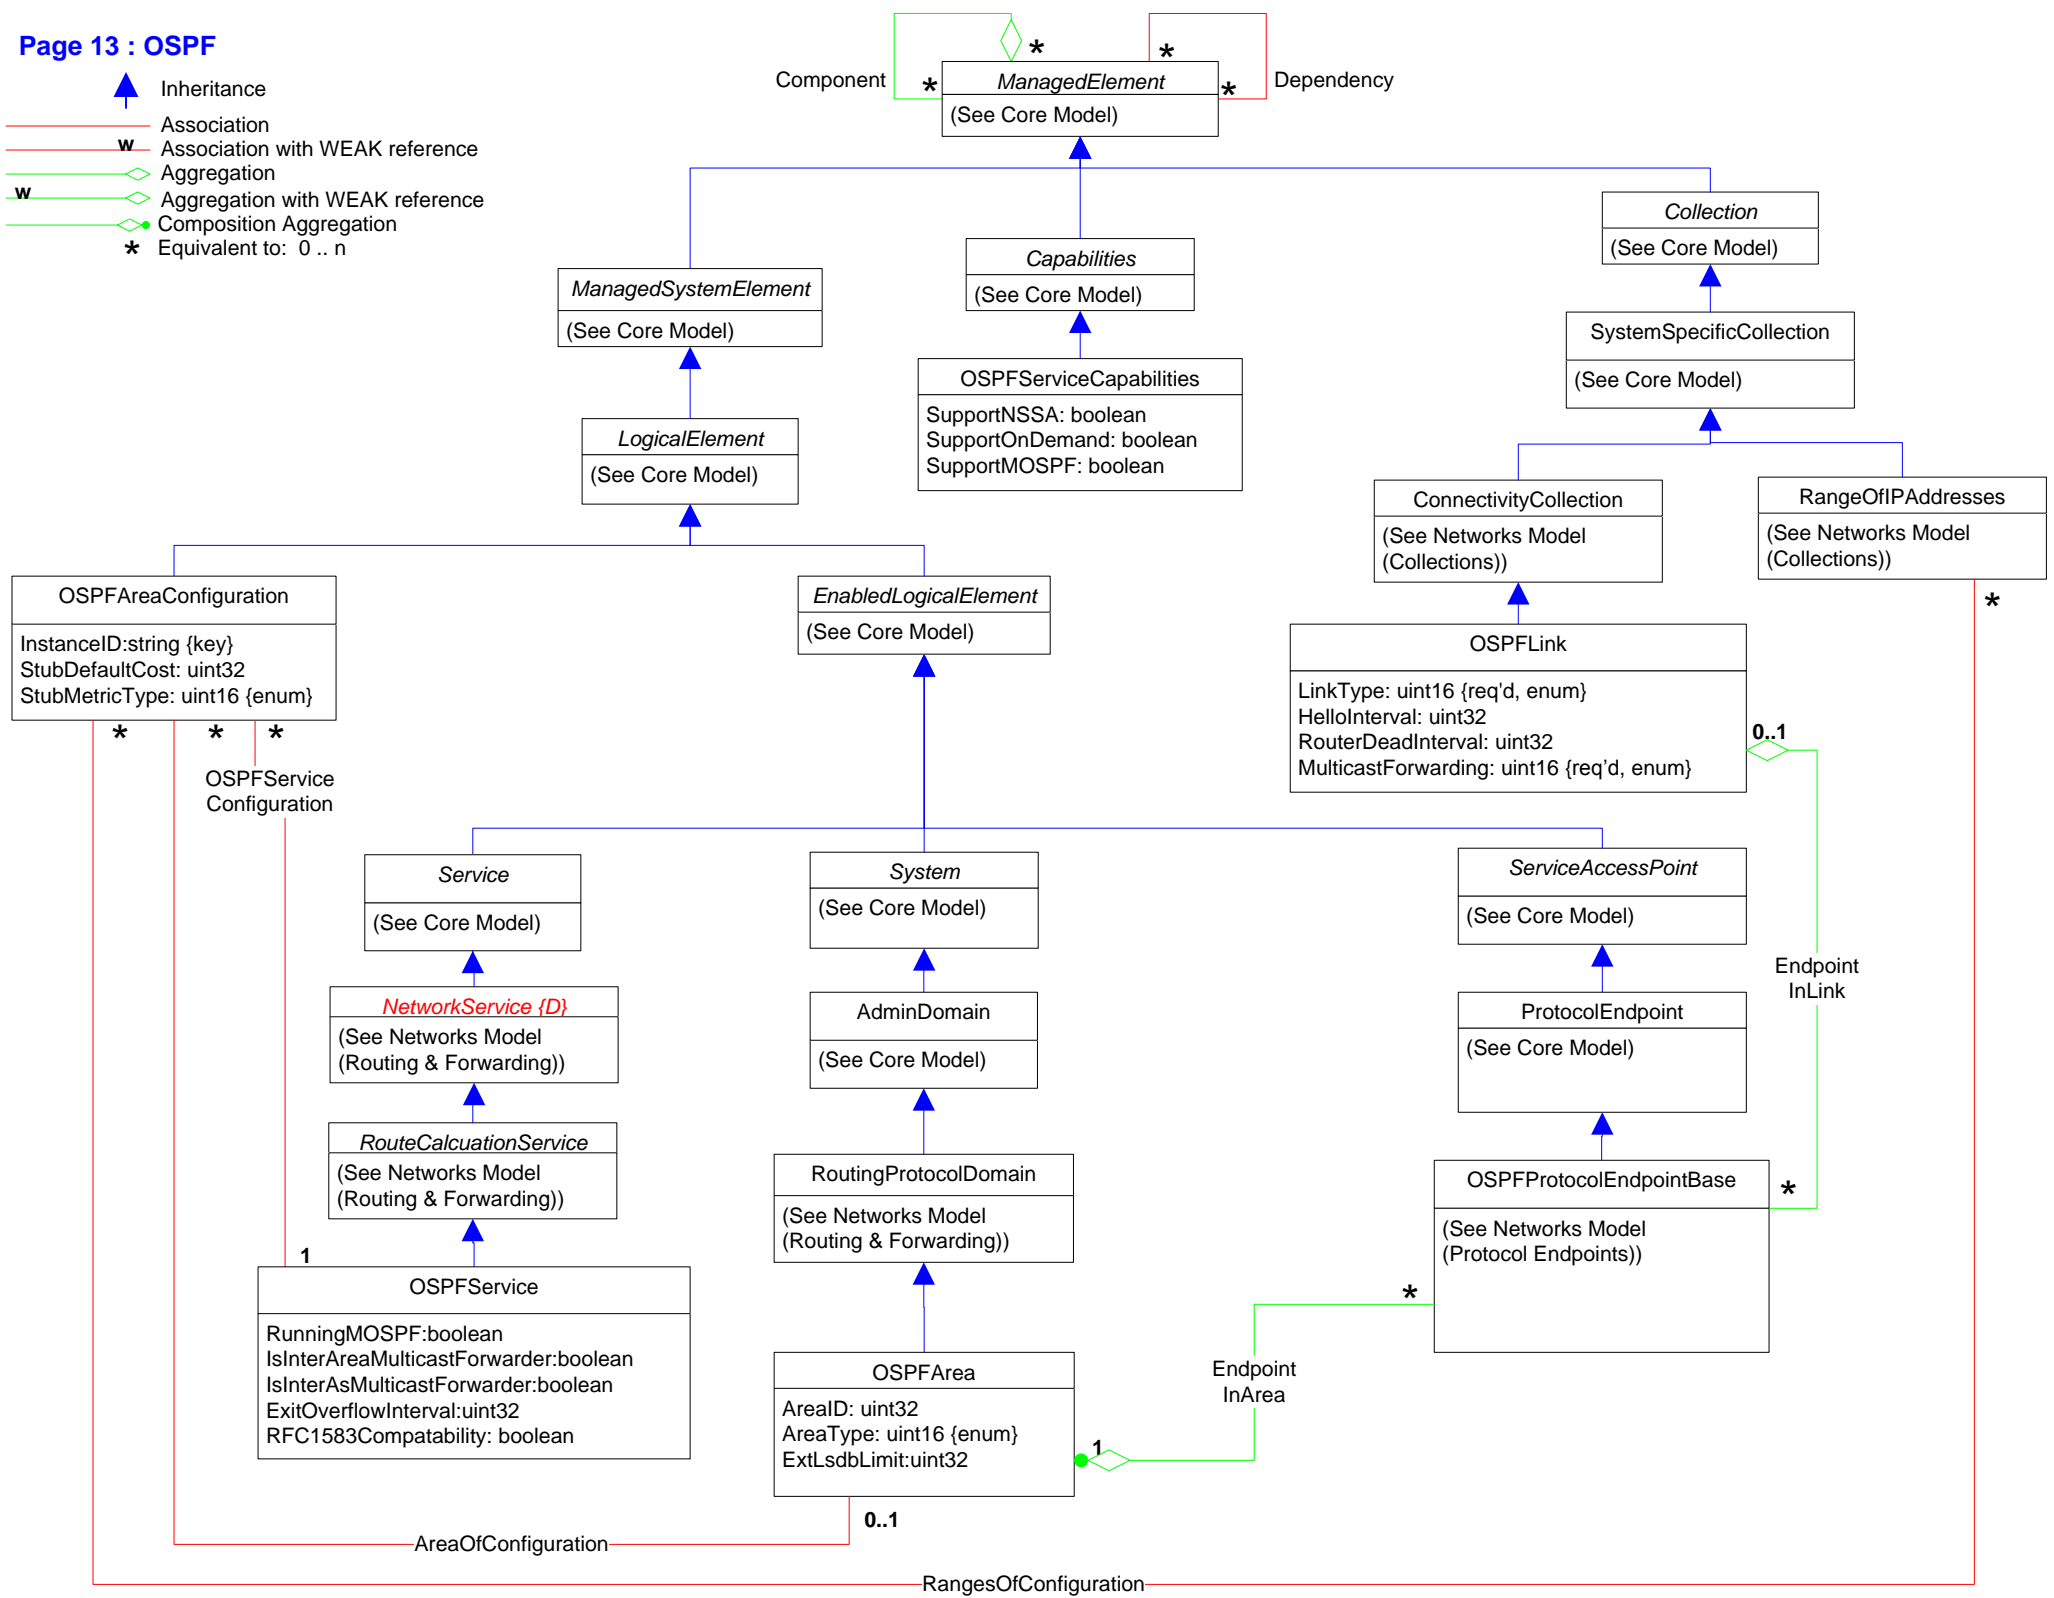 Page 13 : OSPF
Inheritance
Association
w
Association with WEAK reference
Aggregation
w
Aggregation with WEAK reference
Composition Aggregation
* Equivalent to: 0 .. n
Component
*
*
*
*
Dependency
ManagedElement
(See Core Model)
Collection
(See Core Model)
Capabilities
(See Core Model)
ManagedSystemElement
(See Core Model)
SystemSpecificCollection
(See Core Model)
OSPFServiceCapabilities
SupportNSSA: boolean
SupportOnDemand: boolean
SupportMOSPF: boolean
LogicalElement
(See Core Model)
ConnectivityCollection
(See Networks Model
(Collections))
RangeOfIPAddresses
(See Networks Model
(Collections))
*
OSPFAreaConfiguration
InstanceID:string {key}
StubDefaultCost: uint32
StubMetricType: uint16 {enum}
*
*
*
EnabledLogicalElement
(See Core Model)
OSPFLink
LinkType: uint16 {req'd, enum}
HelloInterval: uint32
RouterDeadInterval: uint32
MulticastForwarding: uint16 {req’d, enum}
0..1
OSPFService
Configuration
Service
(See Core Model)
System
(See Core Model)
ServiceAccessPoint
(See Core Model)
Endpoint
InLink
NetworkService {D}
(See Networks Model
(Routing & Forwarding))
AdminDomain
(See Core Model)
ProtocolEndpoint
(See Core Model)
RouteCalcuationService
(See Networks Model
(Routing & Forwarding))
RoutingProtocolDomain
(See Networks Model
(Routing & Forwarding))
OSPFProtocolEndpointBase
(See Networks Model
(Protocol Endpoints))
*
*
1
OSPFService
RunningMOSPF:boolean
IsInterAreaMulticastForwarder:boolean
IsInterAsMulticastForwarder:boolean
ExitOverflowInterval:uint32
RFC1583Compatability: boolean
OSPFArea
AreaID: uint32
AreaType: uint16 {enum}
ExtLsdbLimit:uint32
1
Endpoint
InArea
0..1
AreaOfConfiguration
RangesOfConfiguration